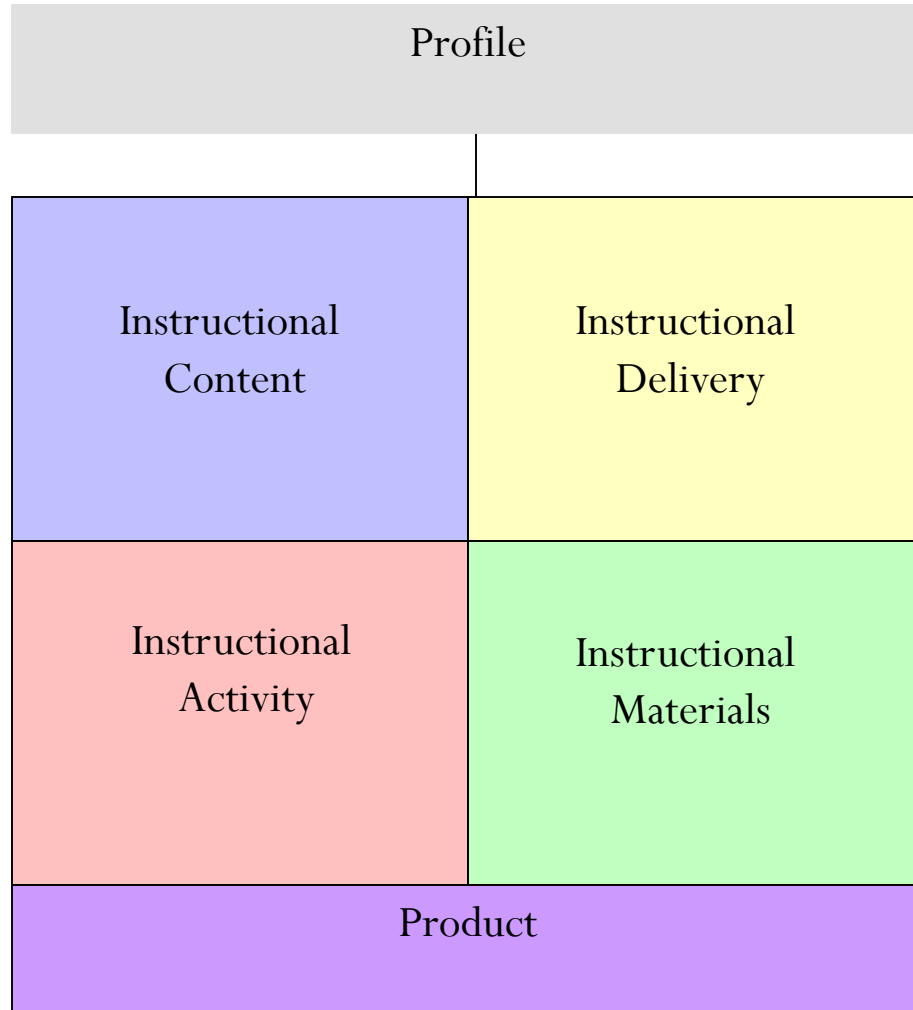 Profile
Instructional
Content
Instructional
Delivery
Instructional
Activity
Instructional
Materials
Product